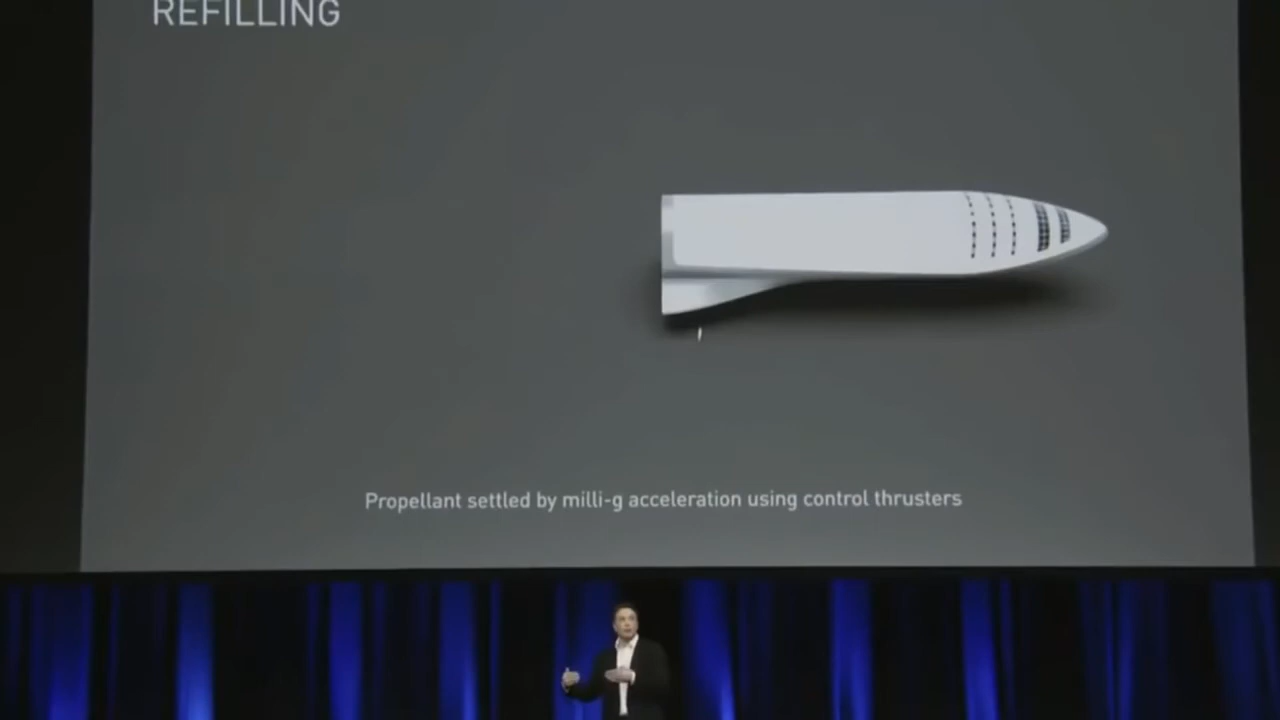 REFILLING
Propellant settled by milli-g acceleration using control thrusters